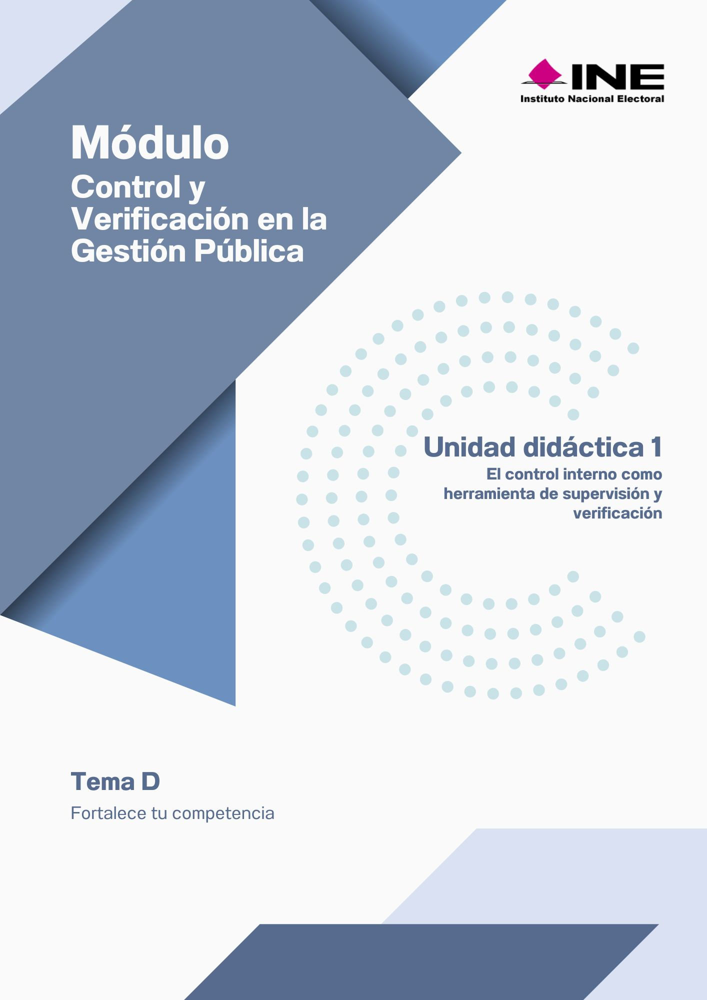 INE
Instituto Nacional Electoral
Módulo
Control y
Verificación en la
Gestión Pública
Unidad didáctica 1
El control interno como
herramienta de supervisión y
verificación
Tema D
Fortalece tu competencia